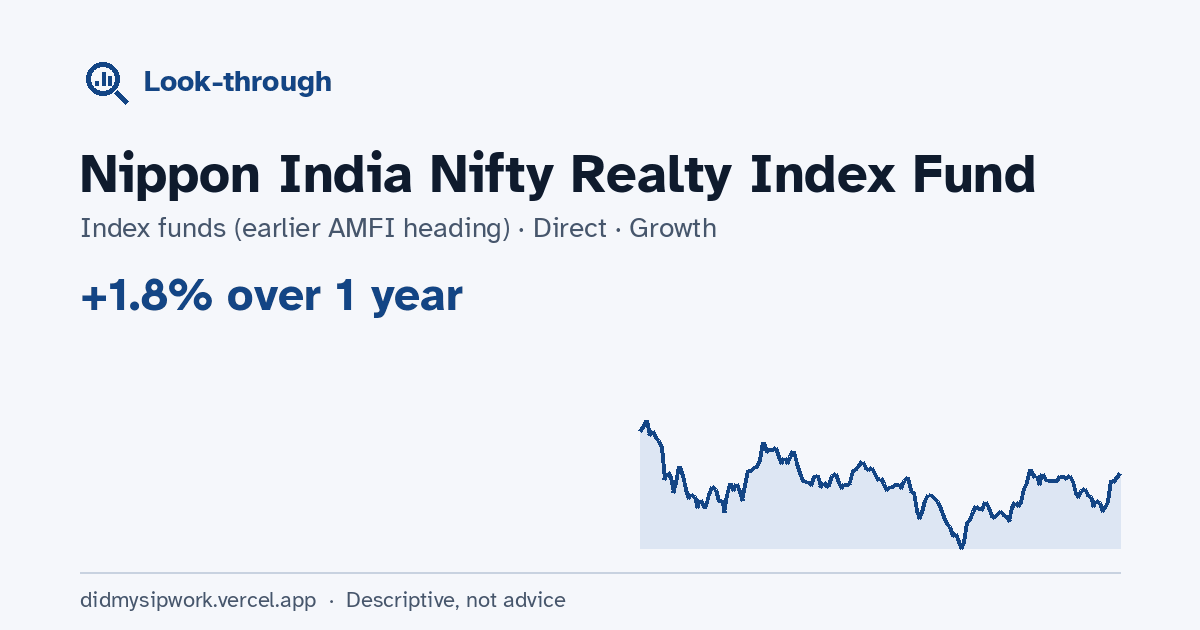 Look-through
Nippon India Nifty Realty Index Fund
Index funds (earlier AMFI heading) · Direct · Growth
+1.8% over 1 year
didmysipwork.vercel.app · Descriptive, not advice